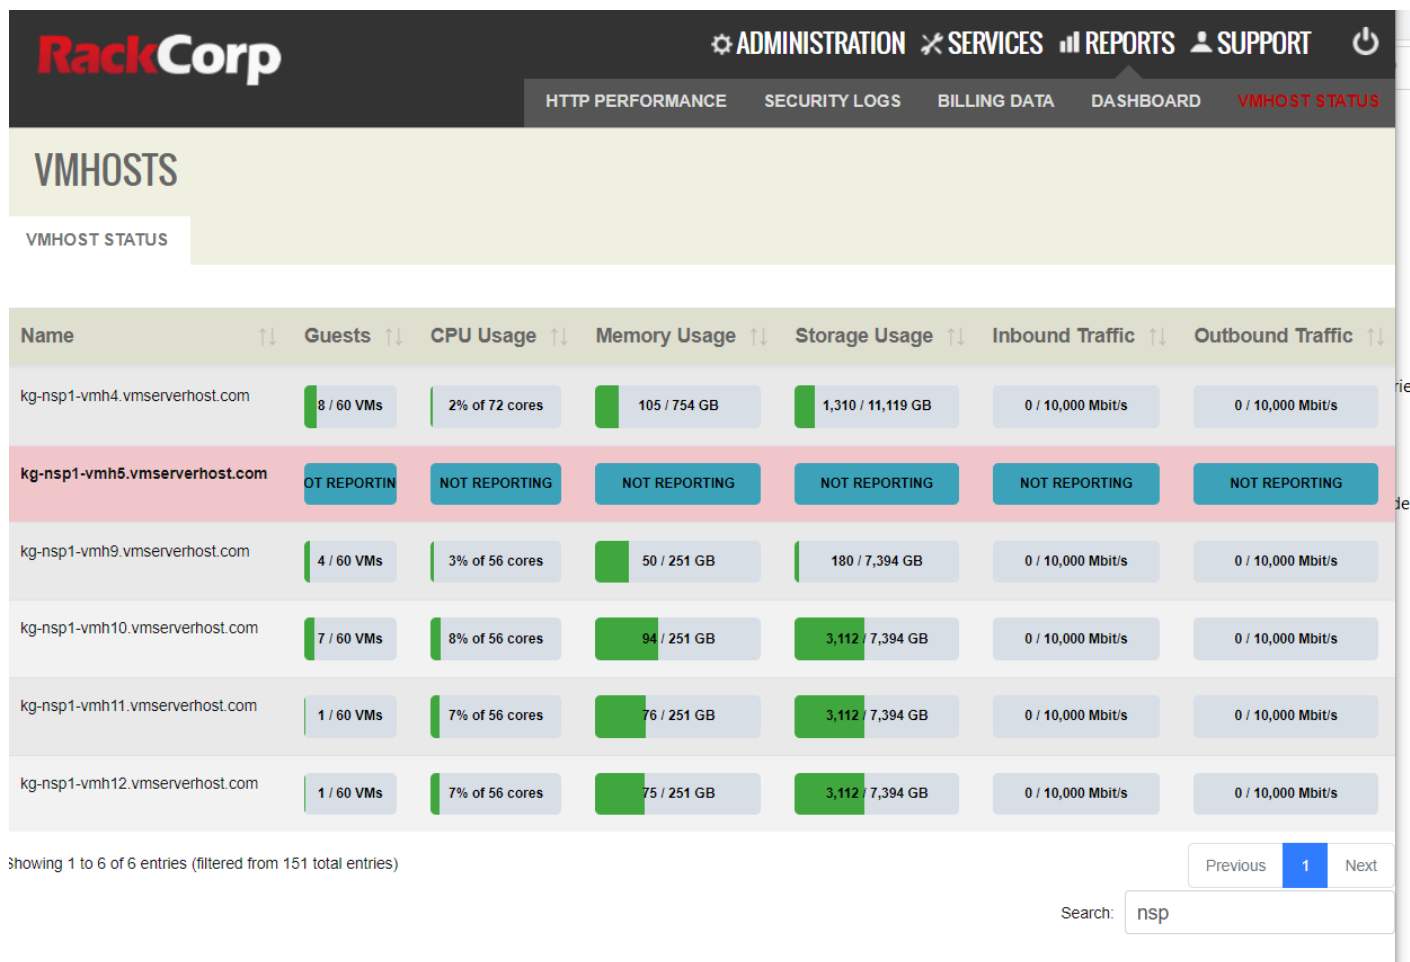 RackCorp
ADMINISTRATION SERVICES REPORTS SUPPORT
HTTP PERFORMANCE SECURITY LOGS BILLING DATA DASHBOARD VMHOST STATUS
VMHOSTS
VMHOST STATUS
Name Guests CPU Usage Memory Usage Storage Usage Inbound Traffic Outbound Traffic
kg-nsp1-vmh4.vmserverhost.com 8 / 60 VMs 2% of 72 cores 105 / 754 GB 1,310 / 11,119 GB 0 / 10,000 Mbit/s 0 / 10,000 Mbit/s
kg-nsp1-vmh5.vmserverhost.com OT REPORTIN NOT REPORTING NOT REPORTING NOT REPORTING NOT REPORTING NOT REPORTING
kg-nsp1-vmh9.vmserverhost.com 4 / 60 VMs 3% of 56 cores 50 / 251 GB 180 / 7,394 GB 0 / 10,000 Mbit/s 0 / 10,000 Mbit/s
kg-nsp1-vmh10.vmserverhost.com 7 / 60 VMs 8% of 56 cores 94 / 251 GB 3,112 / 7,394 GB 0 / 10,000 Mbit/s 0 / 10,000 Mbit/s
kg-nsp1-vmh11.vmserverhost.com 1 / 60 VMs 7% of 56 cores 76 / 251 GB 3,112 / 7,394 GB 0 / 10,000 Mbit/s 0 / 10,000 Mbit/s
kg-nsp1-vmh12.vmserverhost.com 1 / 60 VMs 7% of 56 cores 75 / 251 GB 3,112 / 7,394 GB 0 / 10,000 Mbit/s 0 / 10,000 Mbit/s
Showing 1 to 6 of 6 entries (filtered from 151 total entries)
Previous 1 Next
Search: nsp